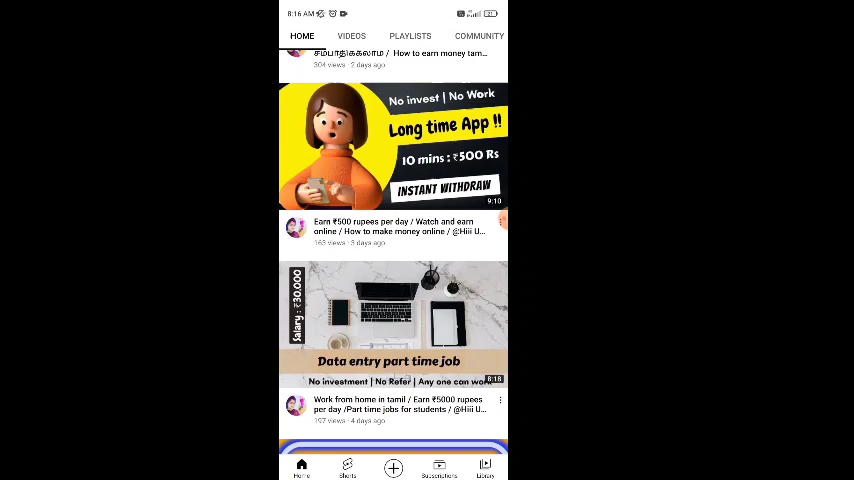 8:16 AM
21
HOME VIDEOS PLAYLISTS COMMUNITY
சம்பாதிக்கலாம் / How to earn money tam...
304 views · 2 days ago
No invest | No Work
Long time App !!
10 mins : ₹500 Rs
INSTANT WITHDRAW
9:10
Earn ₹500 rupees per day / Watch and earn
online / How to make money online / @Hiii U...
163 views · 3 days ago
Salary : ₹30,000
Data entry part time job
No investment | No Refer | Any one can work
8:18
Work from home in tamil / Earn ₹5000 rupees
per day /Part time jobs for students / @Hiii U...
197 views · 4 days ago
Home Shorts Subscriptions Library